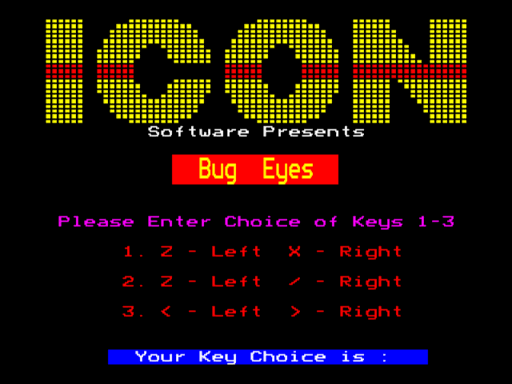 ICON
Software Presents
Bug Eyes
Please Enter Choice of Keys 1-3
1. Z - Left X - Right
2. Z - Left / - Right
3. < - Left > - Right
Your Key Choice is :